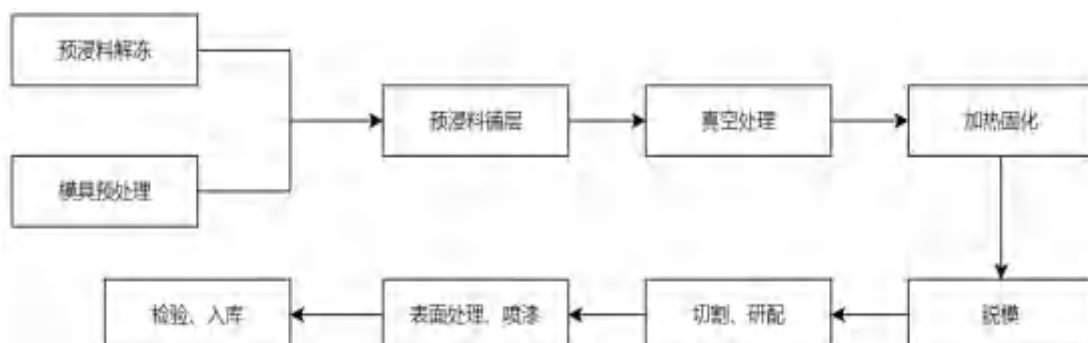 预浸料解冻
模具预处理
预浸料铺层
真空处理
加热固化
脱模
切割、研配
表面处理、喷漆
检验、入库